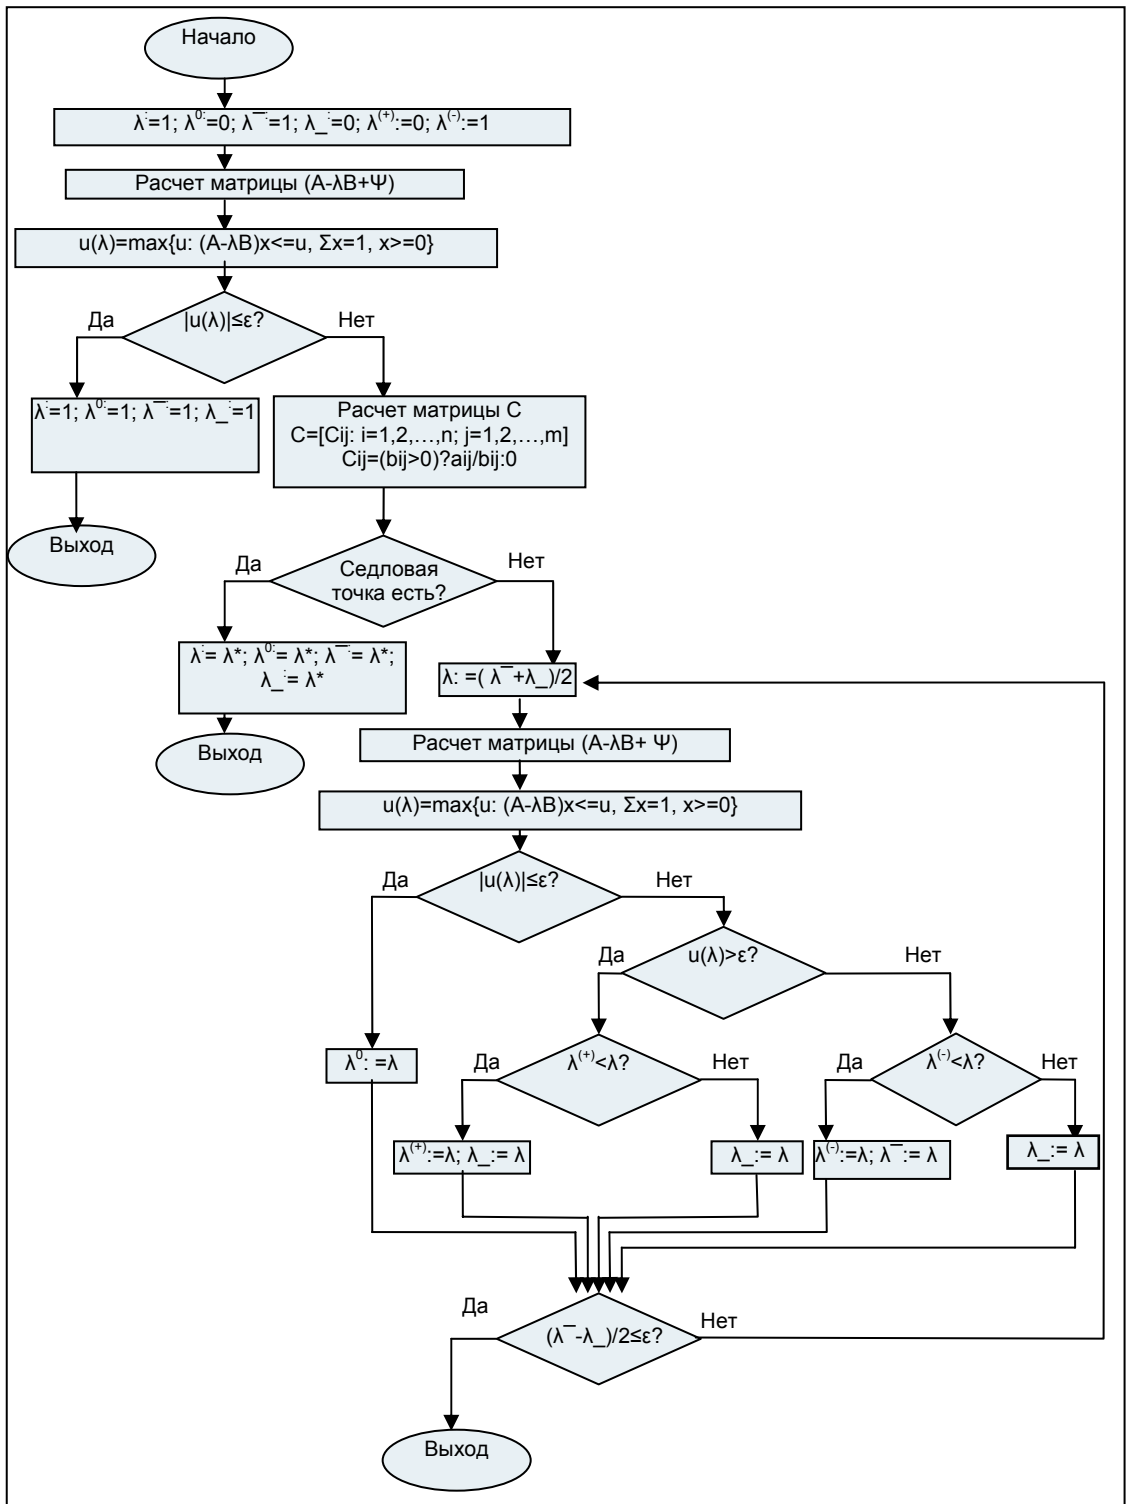 Начало
λ:=1; λ⁰:=0; λ¯:=1; λ_:=0; λ⁽⁺⁾:=0; λ⁽⁻⁾:=1
Расчет матрицы (A-λB+Ψ)
u(λ)=max{u: (A-λB)x<=u, Σx=1, x>=0}
Да
|u(λ)|≤ε?
Нет
λ:=1; λ⁰:=1; λ¯:=1; λ_:=1
Расчет матрицы C
C=[Cij: i=1,2,…,n; j=1,2,…,m]
Cij=(bij>0)?aij/bij:0
Выход
Да
Седловая
точка есть?
Нет
λ:= λ*; λ⁰:= λ*; λ¯:= λ*;
λ_:= λ*
λ: =( λ¯+λ_)/2
Выход
Расчет матрицы (A-λB+ Ψ)
u(λ)=max{u: (A-λB)x<=u, Σx=1, x>=0}
Да
|u(λ)|≤ε?
Нет
Да
u(λ)>ε?
Нет
λ⁰: =λ
Да
λ⁽⁺⁾<λ?
Нет
Да
λ⁽⁻⁾<λ?
Нет
λ⁽⁺⁾:=λ; λ_:= λ
λ_:= λ
λ⁽⁻⁾:=λ; λ¯:= λ
λ_:= λ
Да
(λ¯-λ_)/2≤ε?
Нет
Выход